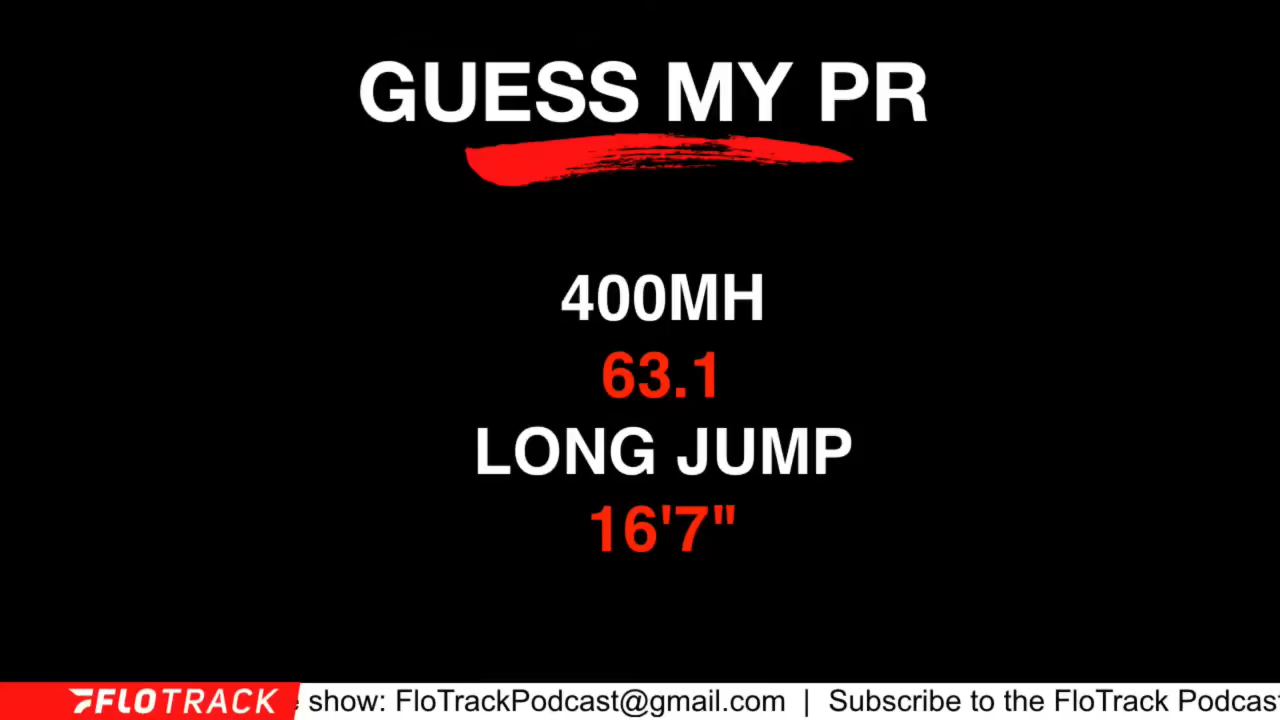 GUESS MY PR
400MH
63.1
LONG JUMP
16'7"
FLOTRACK show: FloTrackPodcast@gmail.com | Subscribe to the FloTrack Podcas